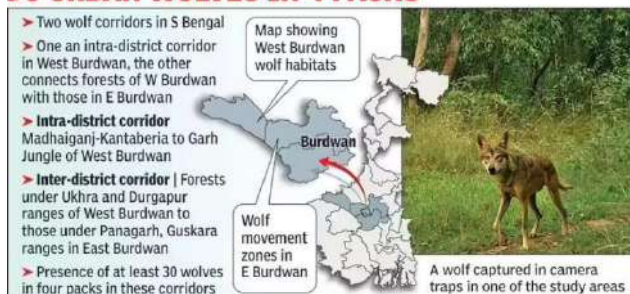 ➤ Two wolf corridors in S Bengal
➤ One an intra-district corridor
in West Burdwan, the other
connects forests of W Burdwan
with those in E Burdwan
➤ Intra-district corridor
Madhaiganj-Kantaberia to Garh
Jungle of West Burdwan
➤ Inter-district corridor | Forests
under Ukhra and Durgapur
ranges of West Burdwan to
those under Panagarh, Guskara
ranges in East Burdwan
➤ Presence of at least 30 wolves
in four packs in these corridors
Map showing
West Burdwan
wolf habitats
Burdwan
Wolf
movement
zones in
E Burdwan
A wolf captured in camera
traps in one of the study areas